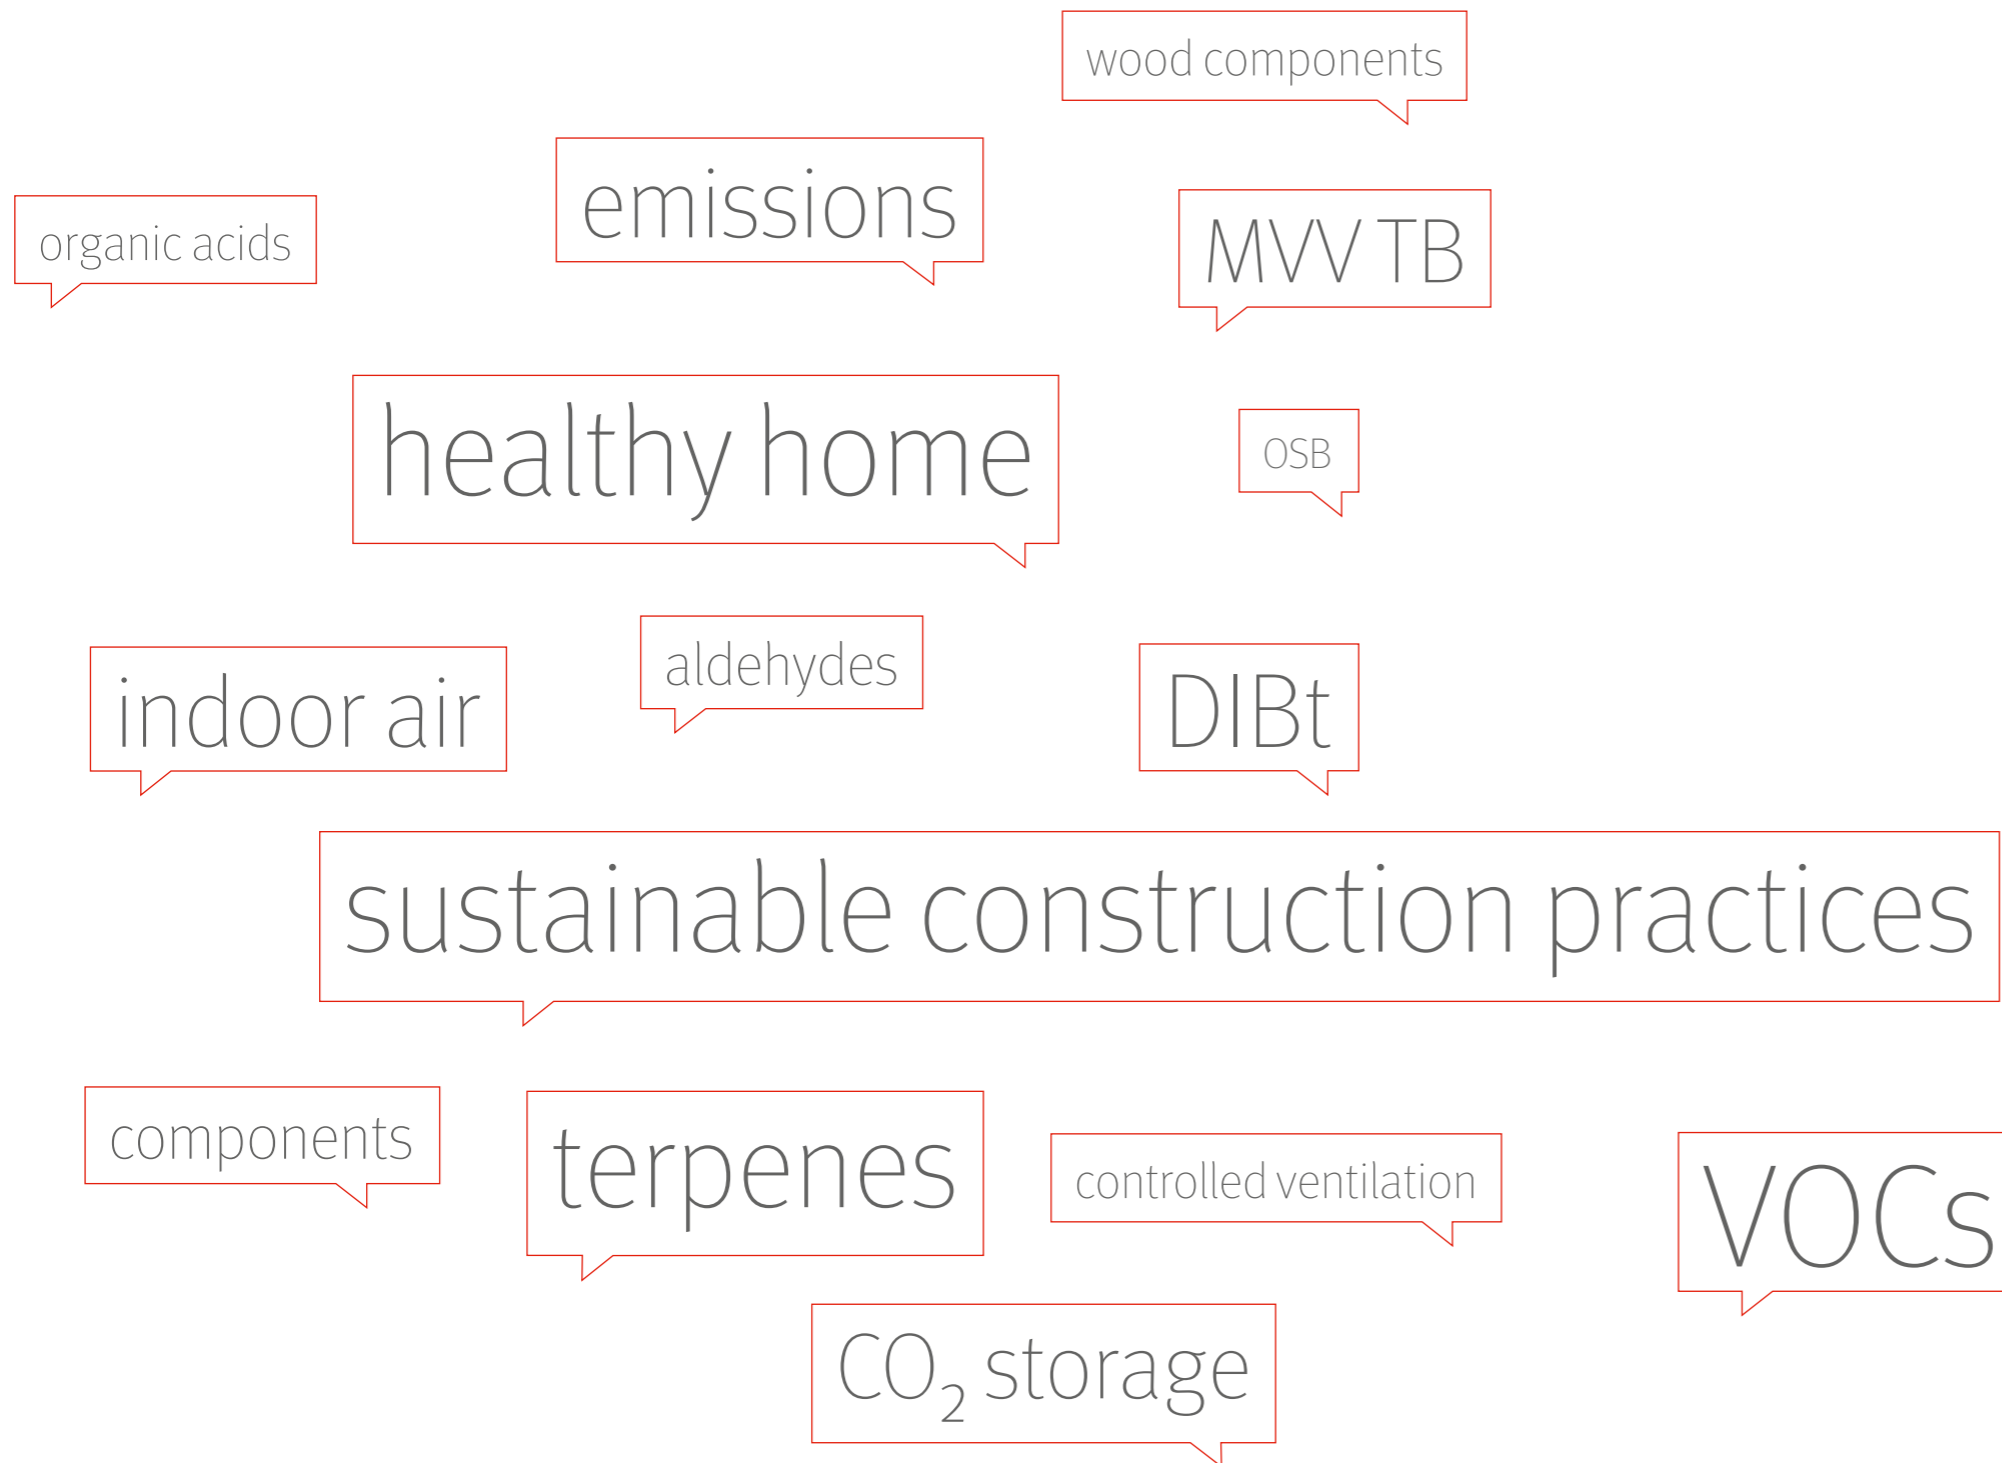 wood components
emissions
organic acids
MVV TB
healthy home
OSB
aldehydes
indoor air
DIBt
sustainable construction practices
components
terpenes
controlled ventilation
VOCs
CO₂ storage